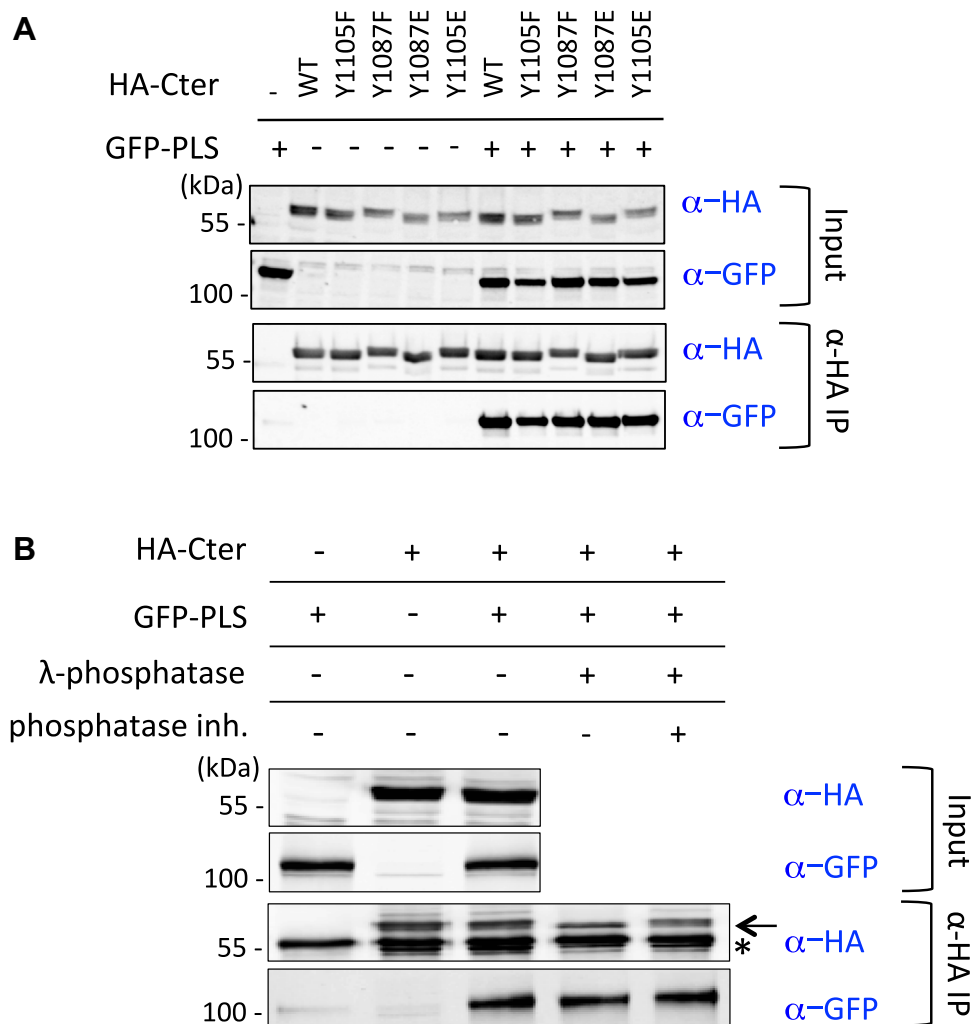 A
HA-Cter - WT Y1105F Y1087F Y1087E Y1105E WT Y1105F Y1087F Y1087E Y1105E
GFP-PLS + - - - - - + + + + +
(kDa)
55 - α-HA
100 - α-GFP
Input
55 - α-HA
100 - α-GFP
α-HA IP
B
HA-Cter - + + + +
GFP-PLS + - + + +
λ-phosphatase - - - + +
phosphatase inh. - - - - +
(kDa)
55 - α-HA
100 - α-GFP
Input
55 - * α-HA
100 - α-GFP
α-HA IP